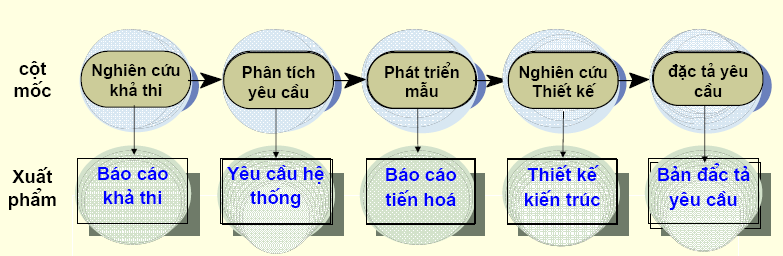 cột
mốc
Nghiên cứu
khả thi
Phân tích
yêu cầu
Phát triển
mẫu
Nghiên cứu
Thiết kế
đặc tả yêu
cầu
Xuất
phẩm
Báo cáo
khả thi
Yêu cầu hệ
thống
Báo cáo
tiến hoá
Thiết kế
kiến trúc
Bản đẩc tả
yêu cầu